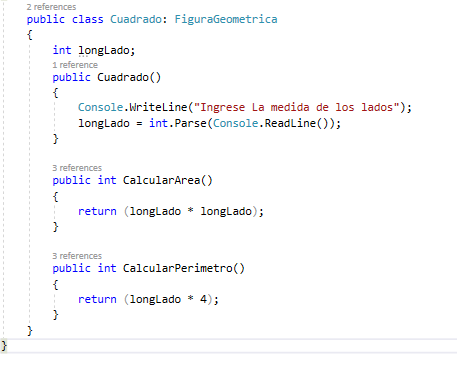 2 references
public class Cuadrado: FiguraGeometrica
{
int longLado;
1 reference
public Cuadrado()
{
Console.WriteLine("Ingrese La medida de los lados");
longLado = int.Parse(Console.ReadLine());
}
3 references
public int CalcularArea()
{
return (longLado * longLado);
}
3 references
public int CalcularPerimetro()
{
return (longLado * 4);
}
}
}